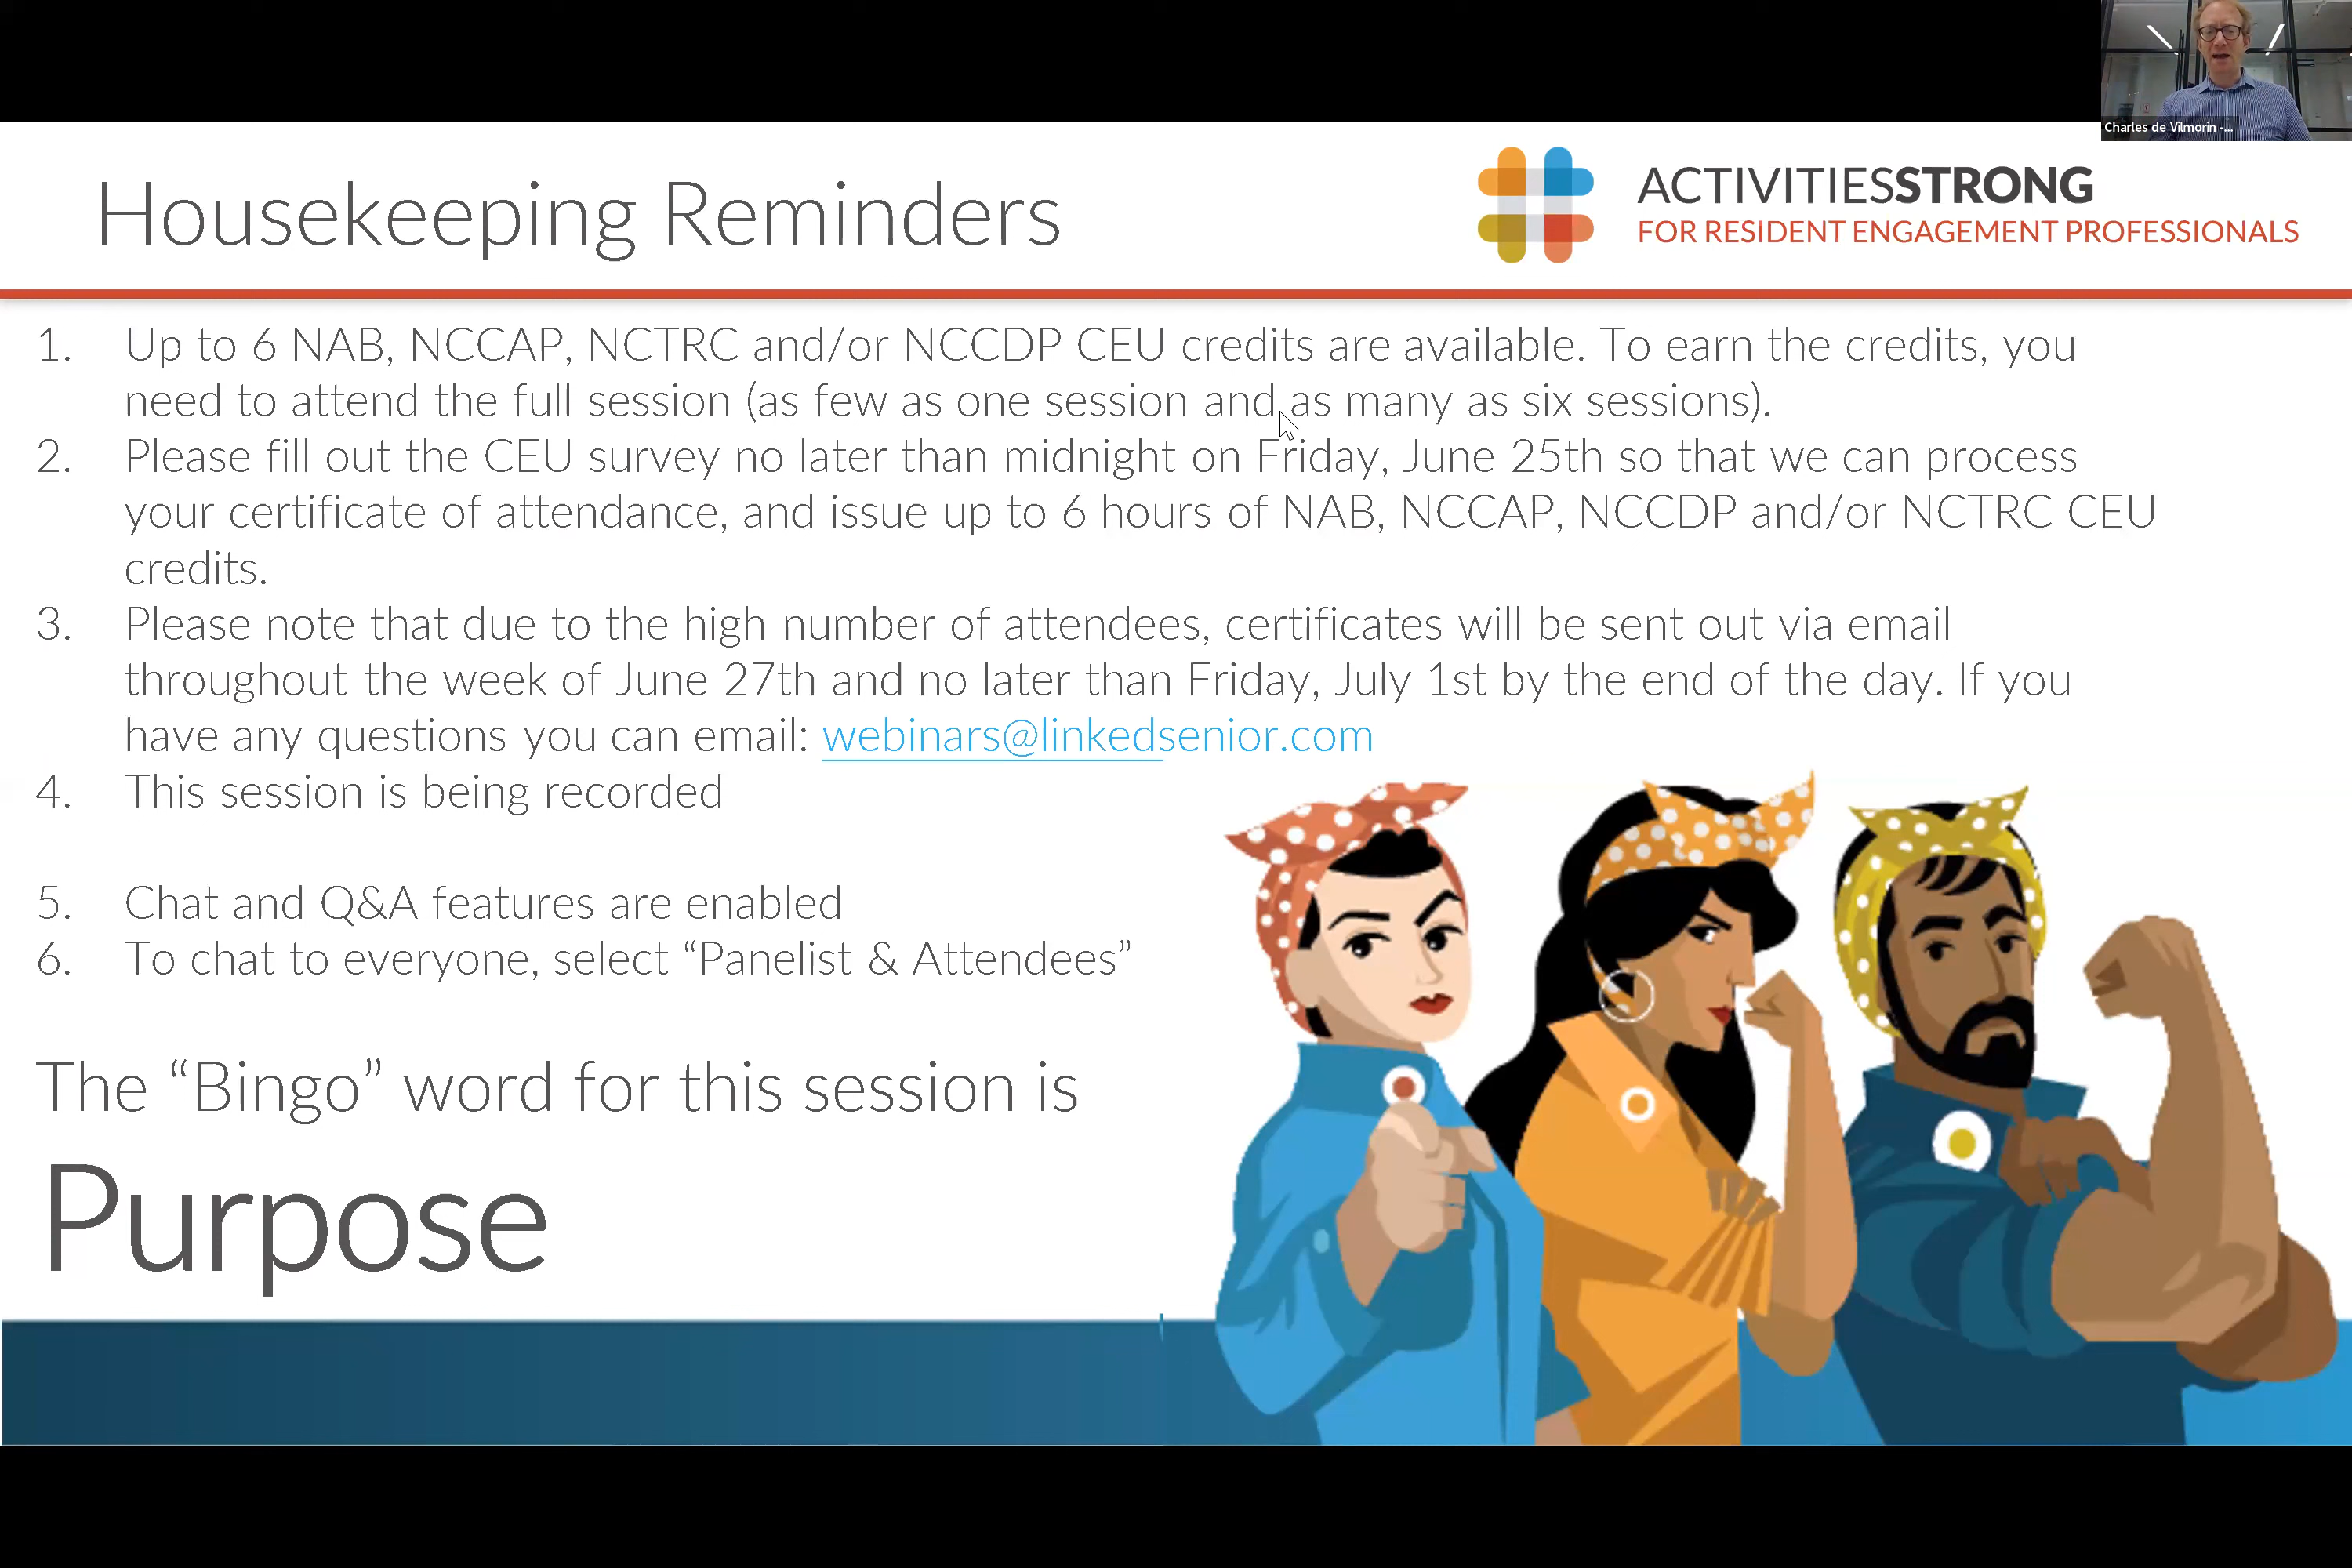 Charles de Vilmorin -...
Housekeeping Reminders
ACTIVITIESSTRONG
FOR RESIDENT ENGAGEMENT PROFESSIONALS
1. Up to 6 NAB, NCCAP, NCTRC and/or NCCDP CEU credits are available. To earn the credits, you
need to attend the full session (as few as one session and as many as six sessions).
2. Please fill out the CEU survey no later than midnight on Friday, June 25th so that we can process
your certificate of attendance, and issue up to 6 hours of NAB, NCCAP, NCCDP and/or NCTRC CEU
credits.
3. Please note that due to the high number of attendees, certificates will be sent out via email
throughout the week of June 27th and no later than Friday, July 1st by the end of the day. If you
have any questions you can email: webinars@linkedsenior.com
4. This session is being recorded
5. Chat and Q&A features are enabled
6. To chat to everyone, select “Panelist & Attendees”
The “Bingo” word for this session is
Purpose